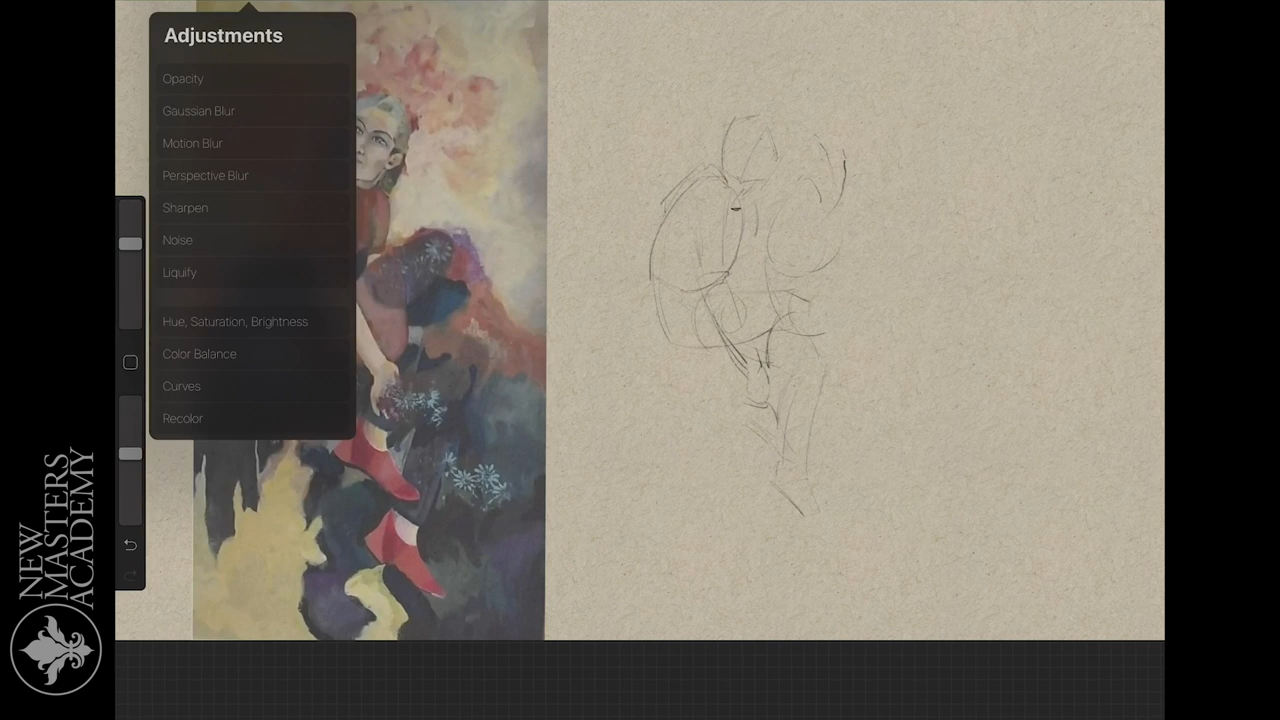 Adjustments
Opacity
Gaussian Blur
Motion Blur
Perspective Blur
Sharpen
Noise
Liquify
Hue, Saturation, Brightness
Color Balance
Curves
Recolor
NEW
MASTERS
ACADEMY